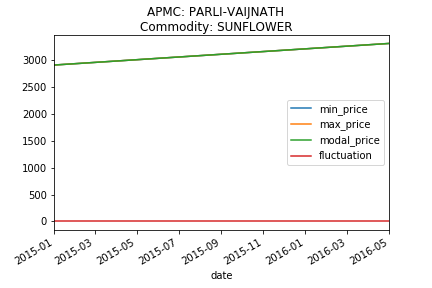 APMC: PARLI-VAIJNATH
Commodity: SUNFLOWER
3000
2500
2000
1500
1000
500
0
min_price
max_price
modal_price
fluctuation
2015-01
2015-03
2015-05
2015-07
2015-09
2015-11
2016-01
2016-03
2016-05
date